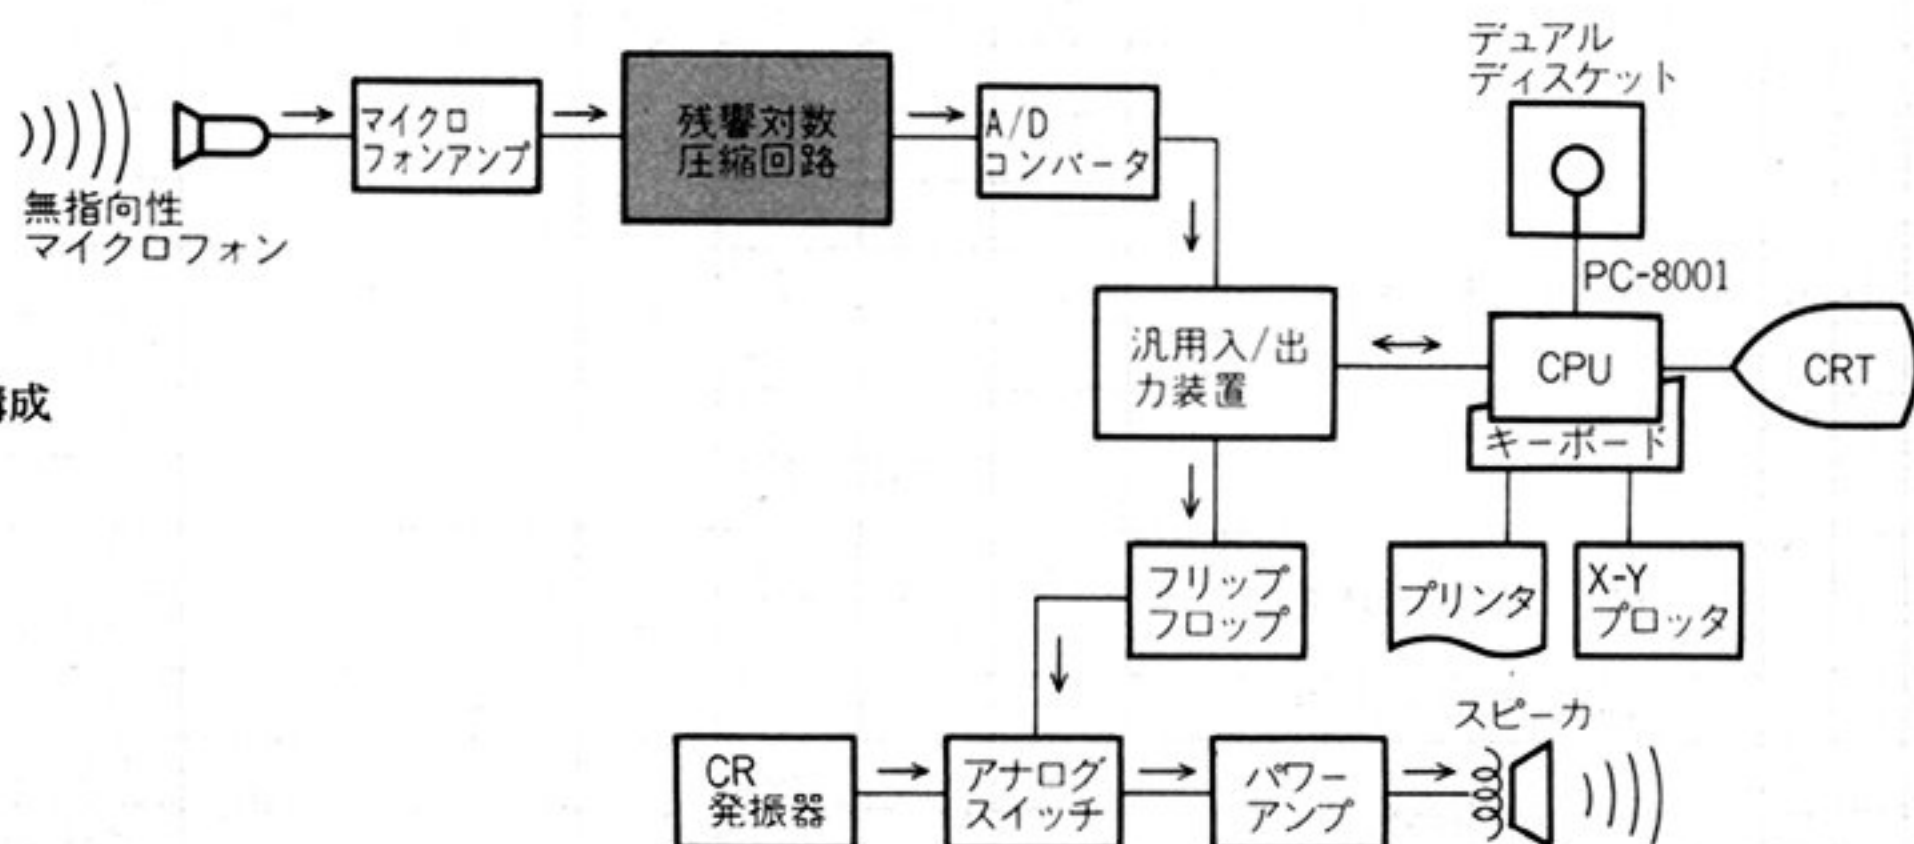 デュアル
ディスケット
マイクロ
フォンアンプ
残響対数
圧縮回路
A/D
コンバータ
無指向性
マイクロフォン
PC-8001
汎用入/出
力装置
CPU
CRT
キーボード
構成
フリップ
フロップ
プリンタ
X-Y
プロッタ
スピーカ
CR
発振器
アナログ
スイッチ
パワー
アンプ